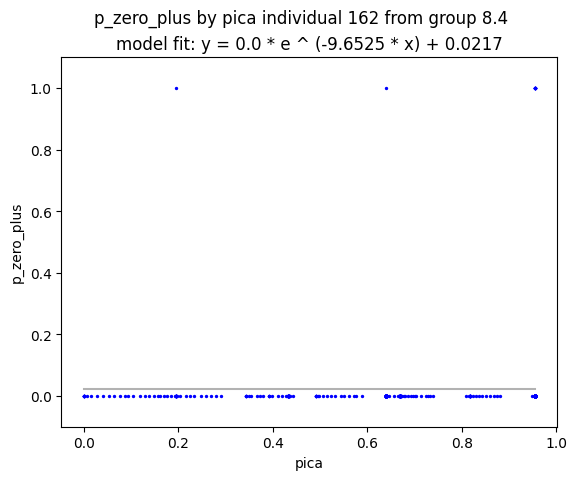 p_zero_plus by pica individual 162 from group 8.4
model fit: y = 0.0 * e ^ (-9.6525 * x) + 0.0217
1.0
0.8
0.6
0.4
0.2
0.0
p_zero_plus
0.0 0.2 0.4 0.6 0.8 1.0
pica